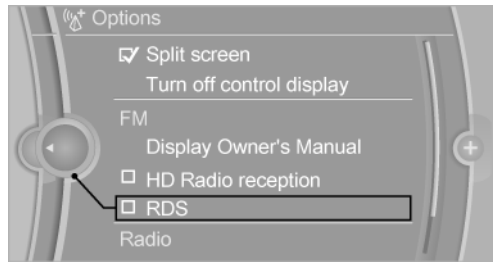 Options
Split screen
Turn off control display
FM
Display Owner's Manual
HD Radio reception
RDS
Radio